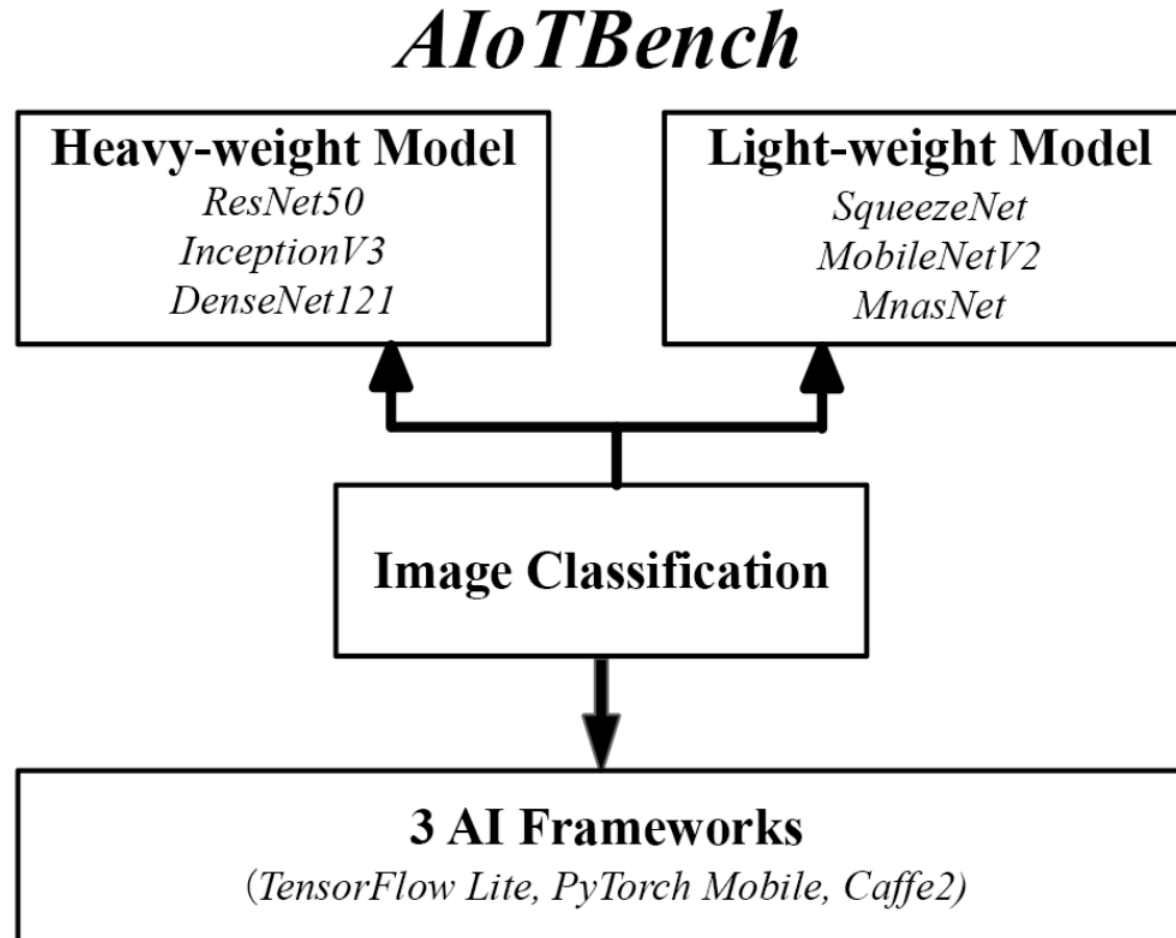 AIoTBench
Heavy-weight Model
ResNet50
InceptionV3
DenseNet121
Light-weight Model
SqueezeNet
MobileNetV2
MnasNet
Image Classification
3 AI Frameworks
(TensorFlow Lite, PyTorch Mobile, Caffe2)